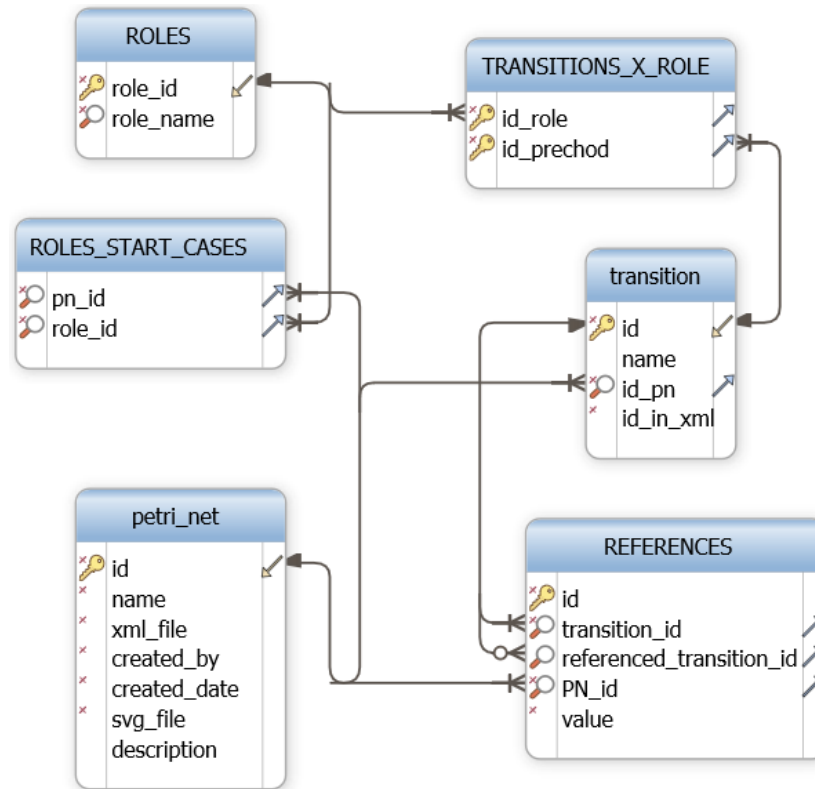 ROLES
role_id
role_name
TRANSITIONS_X_ROLE
id_role
id_prechod
ROLES_START_CASES
pn_id
role_id
transition
id
name
id_pn
id_in_xml
petri_net
id
name
xml_file
created_by
created_date
svg_file
description
REFERENCES
id
transition_id
referenced_transition_id
PN_id
value